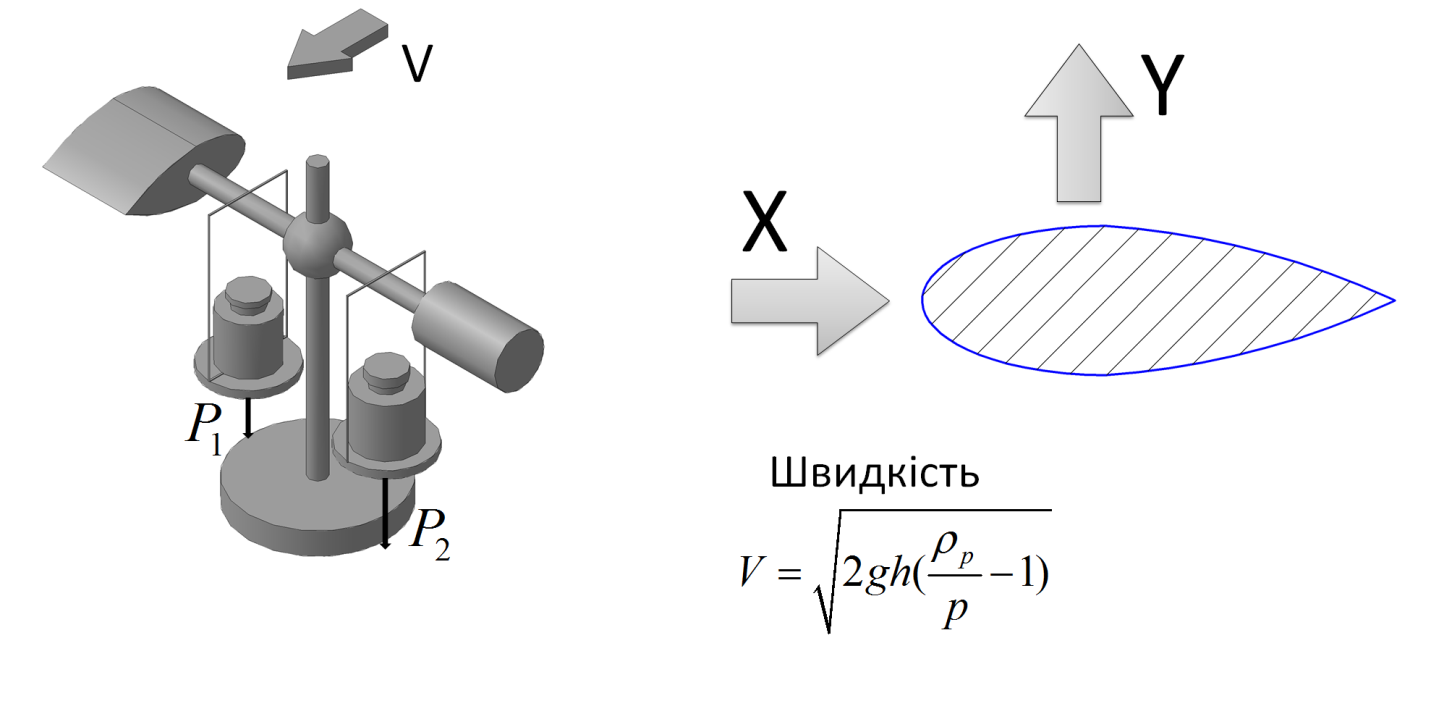 V
P₁
P₂
X
Y
Швидкість
V = √(2gh(ρₚ/p − 1))